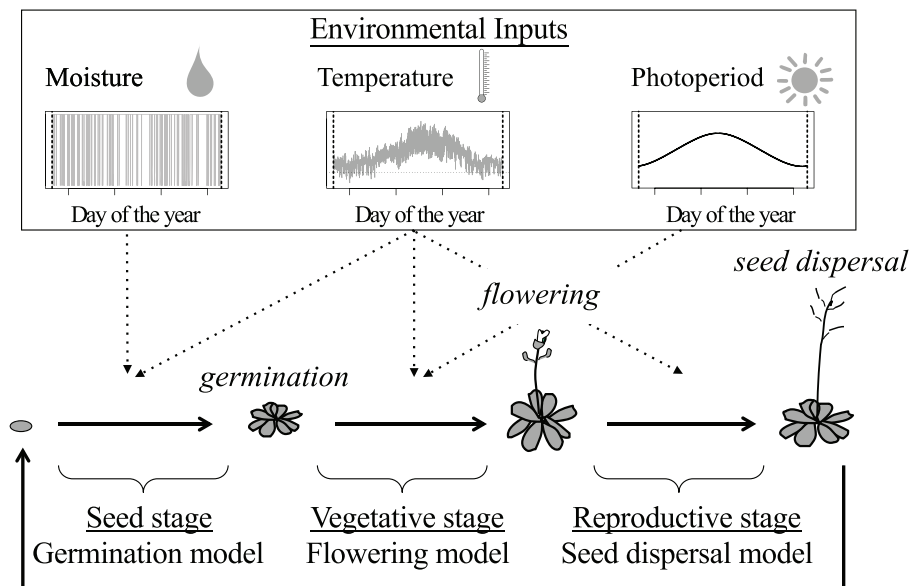 Environmental Inputs
Moisture
Temperature
Photoperiod
Day of the year
Day of the year
Day of the year
seed dispersal
flowering
germination
Seed stage
Germination model
Vegetative stage
Flowering model
Reproductive stage
Seed dispersal model